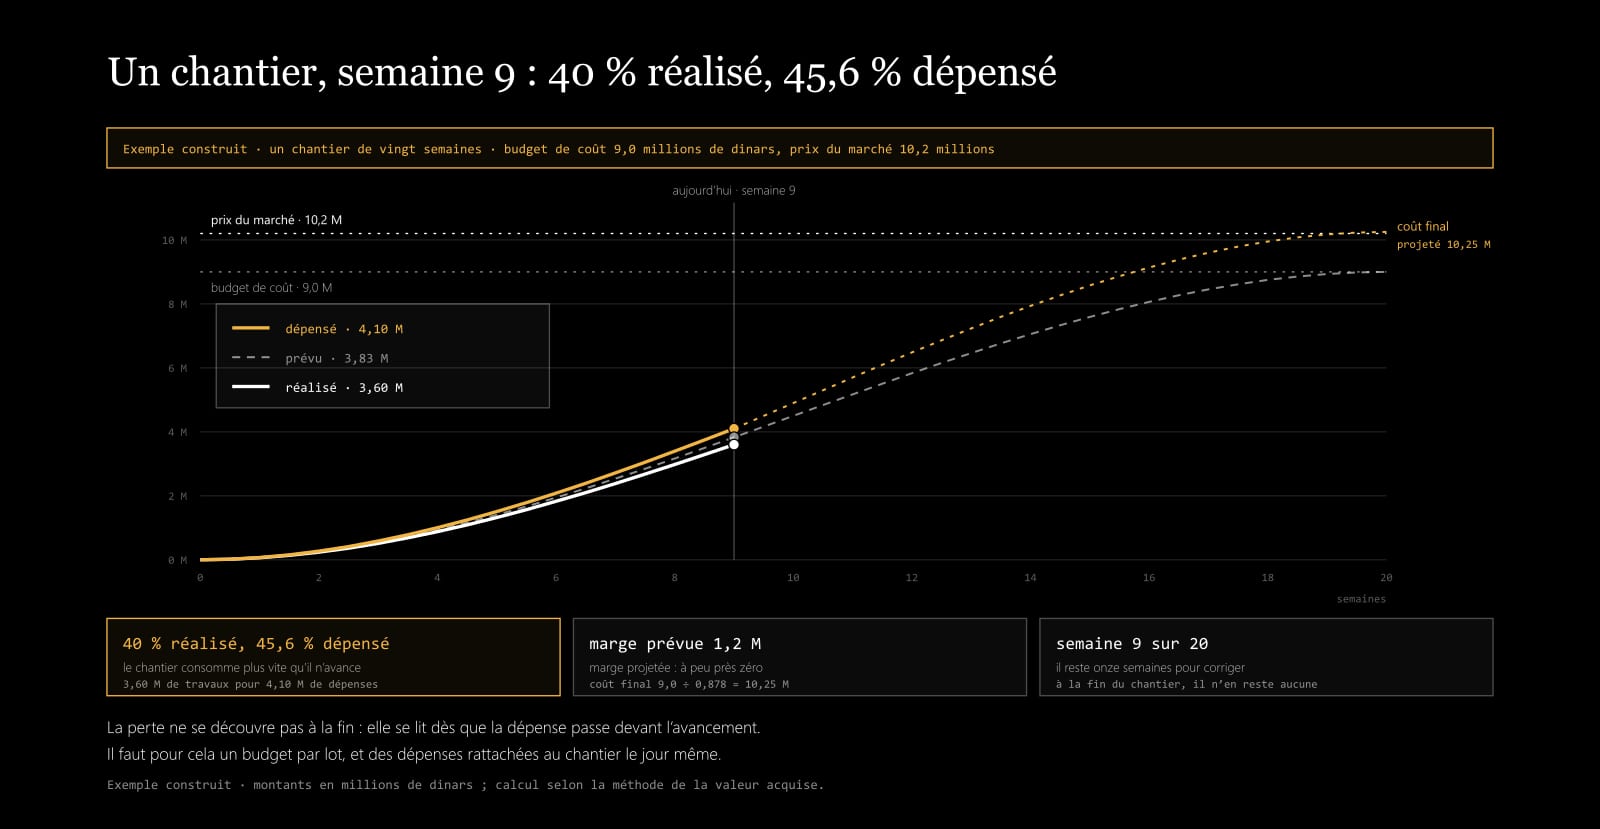 Un chantier, semaine 9 : 40 % réalisé, 45,6 % dépensé
Exemple construit · un chantier de vingt semaines · budget de coût 9,0 millions de dinars, prix du marché 10,2 millions
aujourd'hui · semaine 9
prix du marché · 10,2 M
coût final
projeté 10,25 M
10 M
budget de coût · 9,0 M
8 M
dépensé · 4,10 M
prévu · 3,83 M
6 M
réalisé · 3,60 M
4 M
2 M
0 M
0 2 4 6 8 10 12 14 16 18 20
semaines
40 % réalisé, 45,6 % dépensé
le chantier consomme plus vite qu’il n’avance
3,60 M de travaux pour 4,10 M de dépenses
marge prévue 1,2 M
marge projetée : à peu près zéro
coût final 9,0 ÷ 0,878 = 10,25 M
semaine 9 sur 20
il reste onze semaines pour corriger
à la fin du chantier, il n’en reste aucune
La perte ne se découvre pas à la fin : elle se lit dès que la dépense passe devant l’avancement.
Il faut pour cela un budget par lot, et des dépenses rattachées au chantier le jour même.
Exemple construit · montants en millions de dinars ; calcul selon la méthode de la valeur acquise.